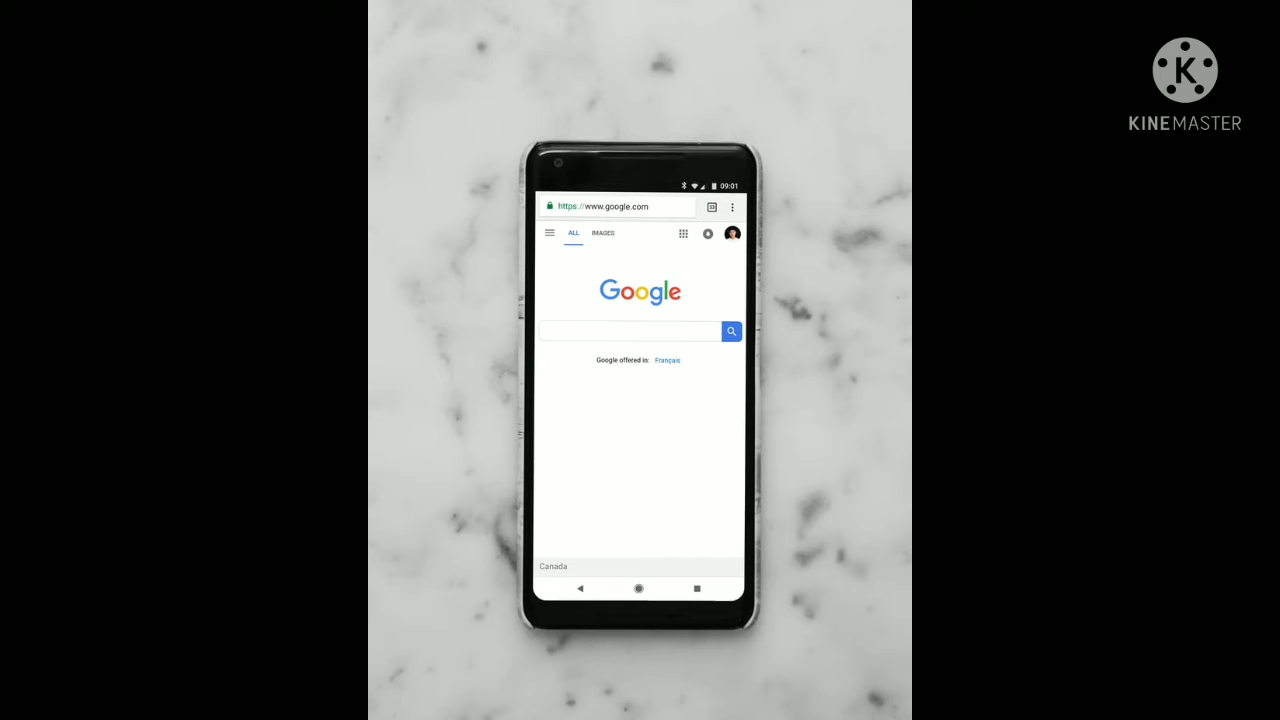 KINEMASTER
09:01
https://www.google.com
ALL IMAGES
Google
Google offered in: Français
Canada